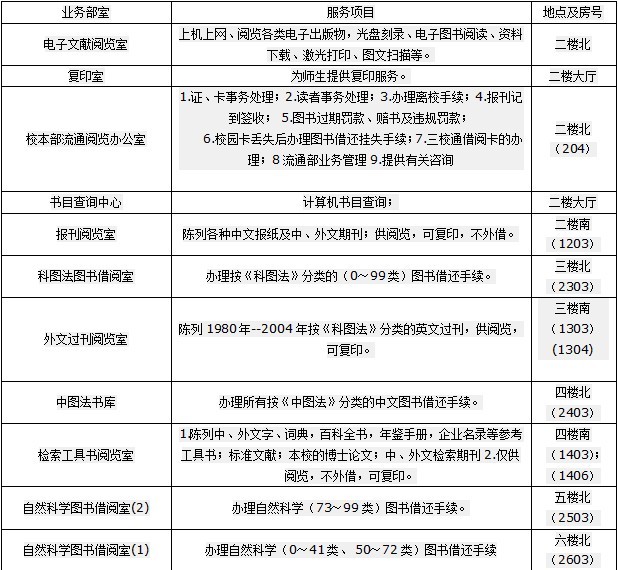 业务部室 服务项目 地点及房号
电子文献阅览室 上机上网、阅览各类电子出版物，光盘刻录、电子图书阅读、资料下载、激光打印、图文扫描等。 二楼北
复印室 为师生提供复印服务。 二楼大厅
校本部流通阅览办公室 1.证、卡事务处理；2.读者事务处理；3.办理离校手续；4.报刊记到签收； 5.图书过期罚款、赔书及违规罚款； 6.校园卡丢失后办理图书借还挂失手续；7.三校通借阅卡的办理；8流通部业务管理 9.提供有关咨询 二楼北（204）
书目查询中心 计算机书目查询； 二楼大厅
报刊阅览室 陈列各种中文报纸及中、外文期刊；供阅览，可复印，不外借。 二楼南（1203）
科图法图书借阅室 办理按《科图法》分类的（0～99类）图书借还手续。 三楼北（2303）
外文过刊阅览室 陈列1980年--2004年按《科图法》分类的英文过刊，供阅览，可复印。 三楼南（1303）(1304)
中图法书库 办理所有按《中图法》分类的中文图书借还手续。 四楼北（2403）
检索工具书阅览室 1.陈列中、外文字、词典，百科全书，年鉴手册，企业名录等参考工具书；标准文献；本校的博士论文；中、外文检索期刊2.仅供阅览，不外借，可复印。 四楼南（1403）；（1406）
自然科学图书借阅室(2) 办理自然科学（73～99类）图书借还手续。 五楼北（2503）
自然科学图书借阅室(1) 办理自然科学（0～41类、50～72类）图书借还手续 六楼北（2603）